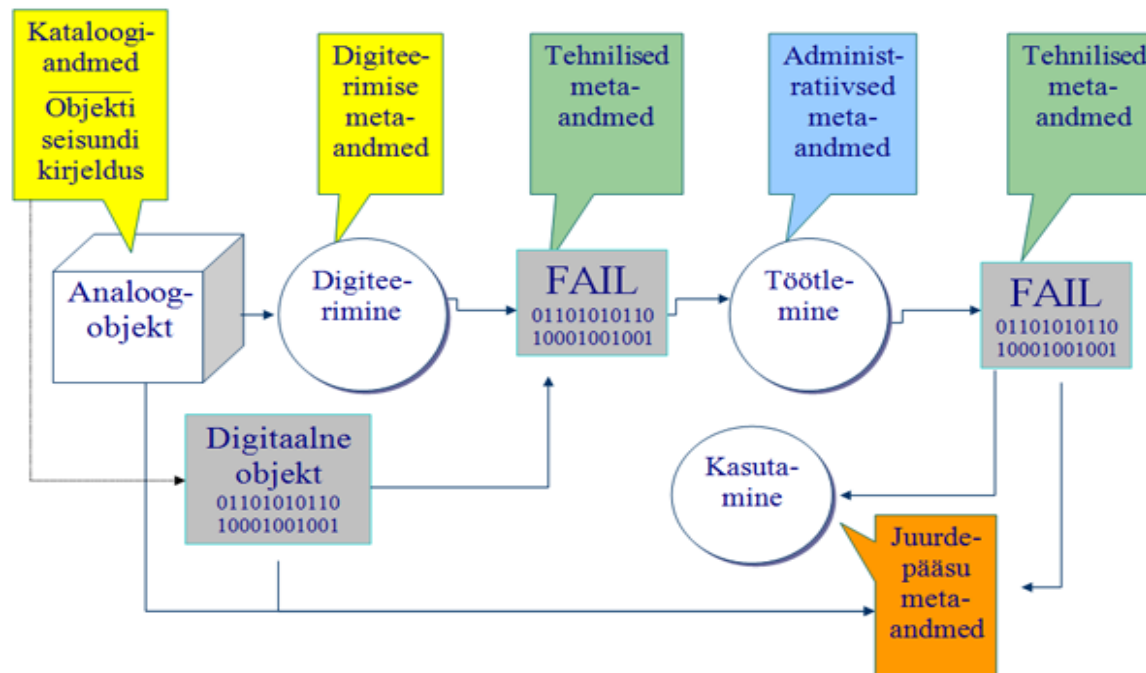 Kataloogi-
andmed
Objekti
seisundi
kirjeldus
Digitee-
rimise
meta-
andmed
Tehnilised
meta-
andmed
Administ-
ratiivsed
meta-
andmed
Tehnilised
meta-
andmed
Analoog-
objekt
Digitee-
rimine
FAIL
01101010110
10001001001
Töötle-
mine
FAIL
01101010110
10001001001
Digitaalne
objekt
01101010110
10001001001
Kasuta-
mine
Juurde-
pääsu
meta-
andmed